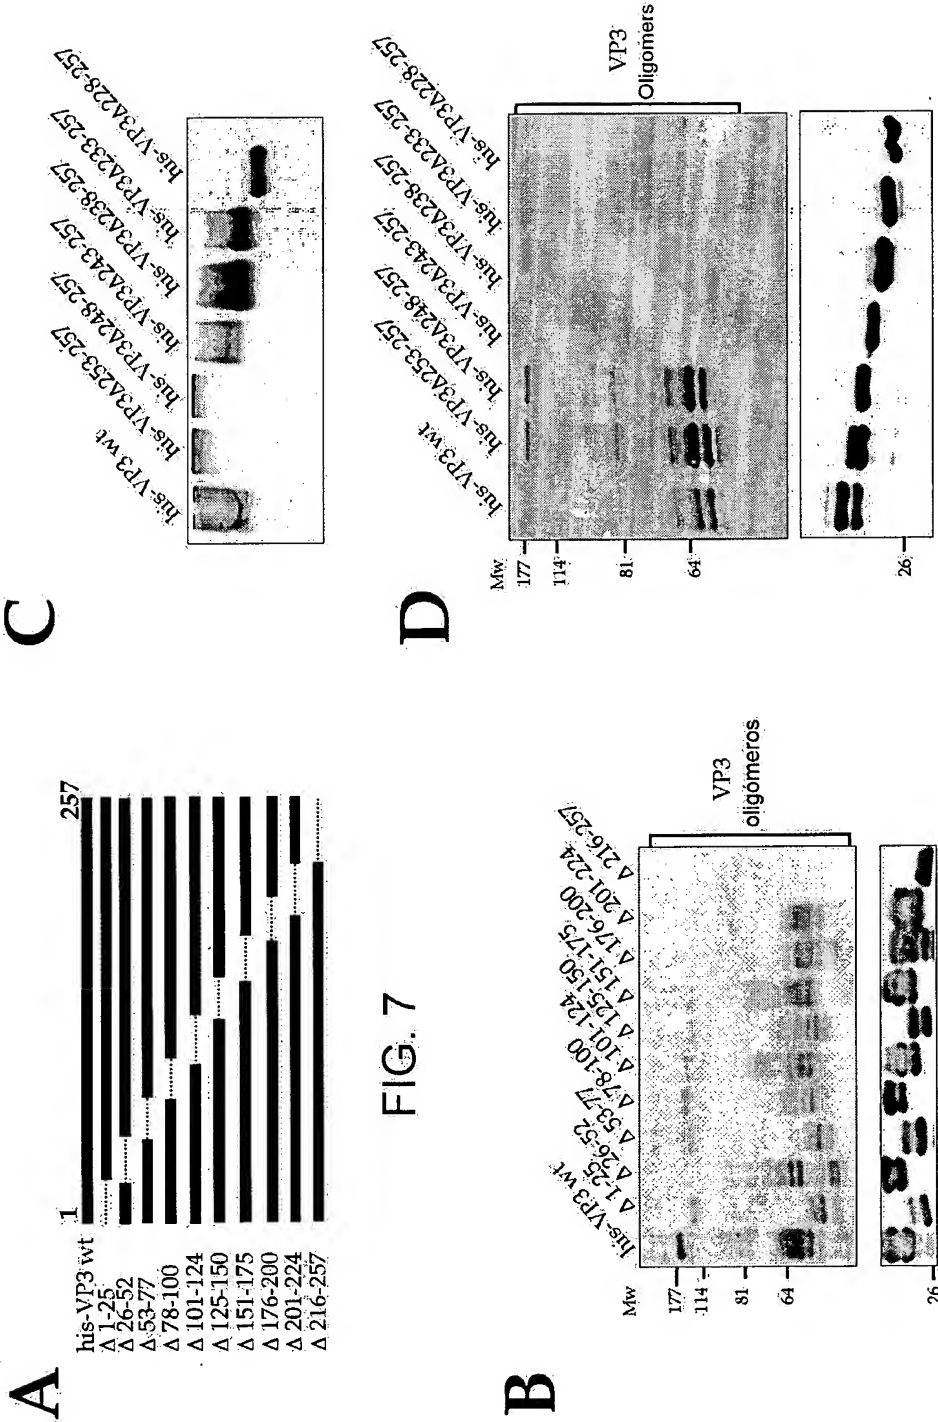 A
1
257
his-VP3 wt
Δ 1-25
Δ 26-52
Δ 53-77
Δ 78-100
Δ 101-124
Δ 125-150
Δ 151-175
Δ 176-200
Δ 201-224
Δ 216-257
FIG. 7
B
his-VP3 wt
Δ 1-25
Δ 26-52
Δ 53-77
Δ 78-100
Δ 101-124
Δ 125-150
Δ 151-175
Δ 176-200
Δ 201-224
Δ 216-257
Mw
177
114
81
64
26
VP3
oligómeros
C
his-VP3 wt
his-VP3Δ253-257
his-VP3Δ248-257
his-VP3Δ243-257
his-VP3Δ238-257
his-VP3Δ233-257
his-VP3Δ228-257
D
his-VP3 wt
his-VP3Δ253-257
his-VP3Δ248-257
his-VP3Δ243-257
his-VP3Δ238-257
his-VP3Δ233-257
his-VP3Δ228-257
Mw
177
114
81
64
26
VP3
Oligomers